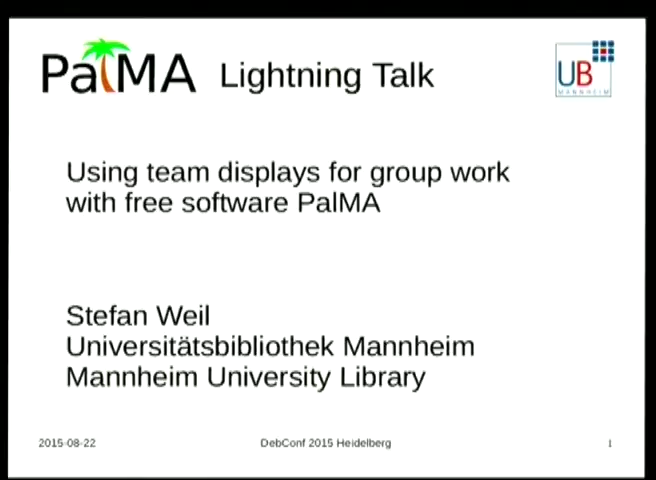 PalMA Lightning Talk
UB
MANNHEIM
Using team displays for group work
with free software PalMA
Stefan Weil
Universitätsbibliothek Mannheim
Mannheim University Library
2015-08-22 DebConf 2015 Heidelberg 1